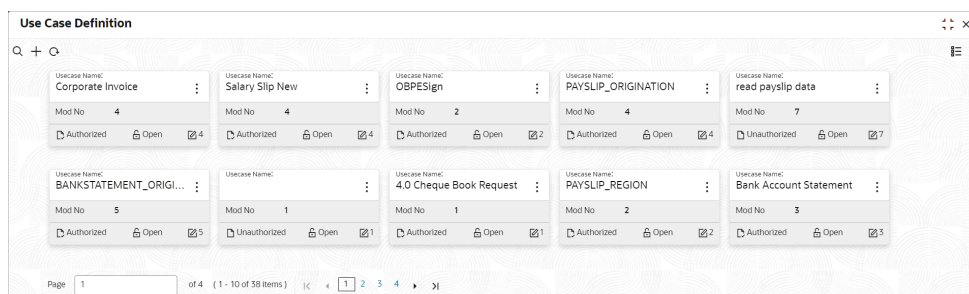 Use Case Definition
Usecase Name: Usecase Name: Usecase Name: Usecase Name: Usecase Name:
Corporate Invoice Salary Slip New OBPESign PAYSLIP_ORIGINATION read payslip data
Mod No 4 Mod No 4 Mod No 2 Mod No 4 Mod No 7
Authorized Open 4 Authorized Open 4 Authorized Open 2 Authorized Open 4 Unauthorized Open 7
Usecase Name: Usecase Name: Usecase Name: Usecase Name: Usecase Name:
BANKSTATEMENT_ORIGI... 4.0 Cheque Book Request PAYSLIP_REGION Bank Account Statement
Mod No 5 Mod No 1 Mod No 1 Mod No 2 Mod No 3
Authorized Open 5 Unauthorized Open 1 Authorized Open 1 Authorized Open 2 Authorized Open 3
Page 1 of 4 (1 - 10 of 38 items) 1 2 3 4